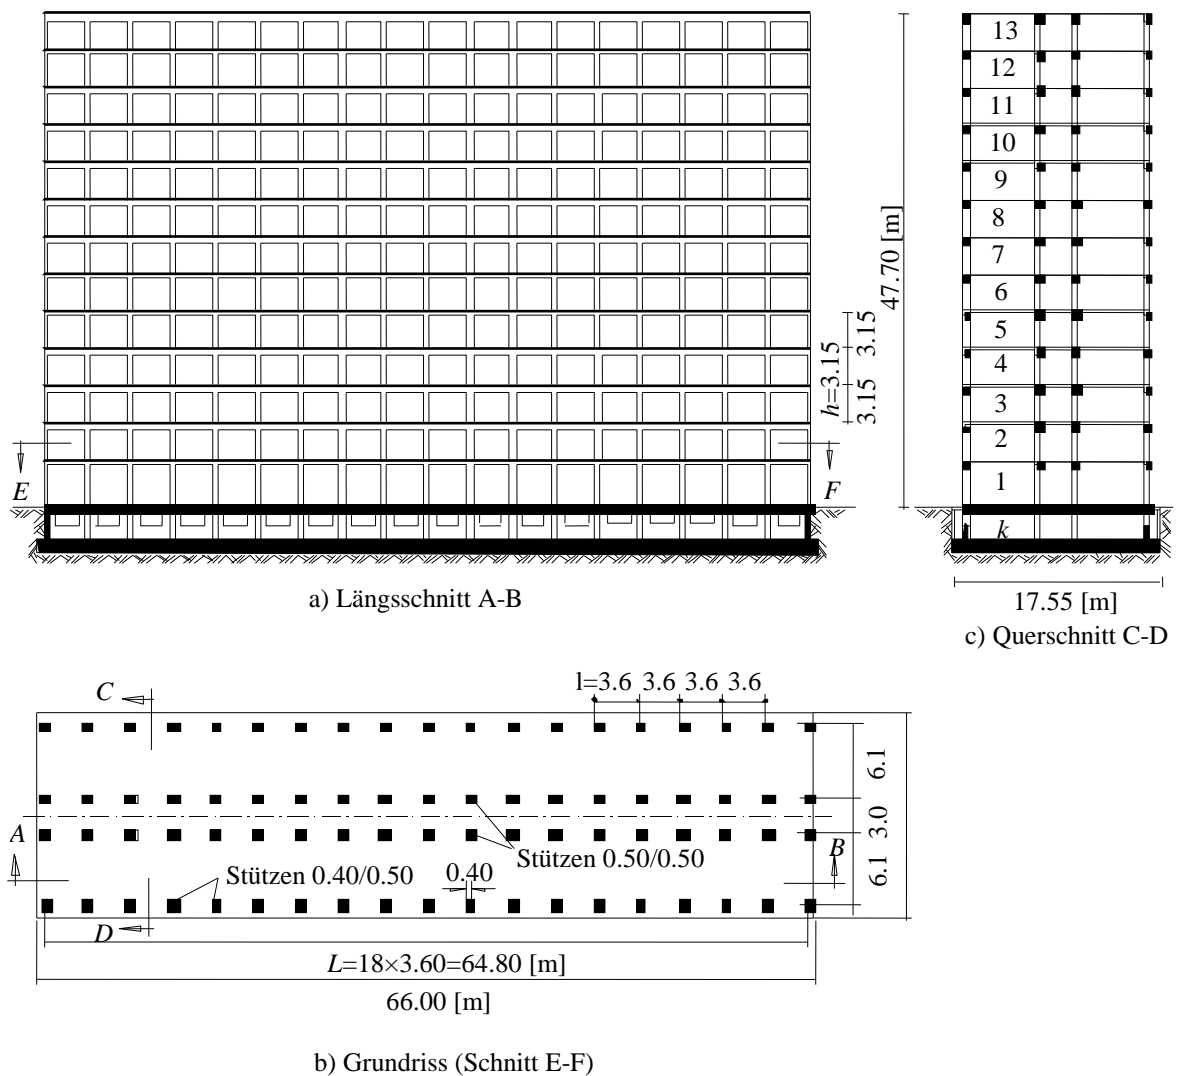 13
12
11
10
9
8
7
6
5
4
3
2
1
k
47.70 [m]
3.15
h=3.15
3.15
E
F
17.55 [m]
a) Längsschnitt A-B
c) Querschnitt C-D
C
l=3.6 3.6 3.6 3.6
6.1
3.0
6.1
A
B
Stützen 0.50/0.50
Stützen 0.40/0.50
0.40
D
L=18×3.60=64.80 [m]
66.00 [m]
b) Grundriss (Schnitt E-F)